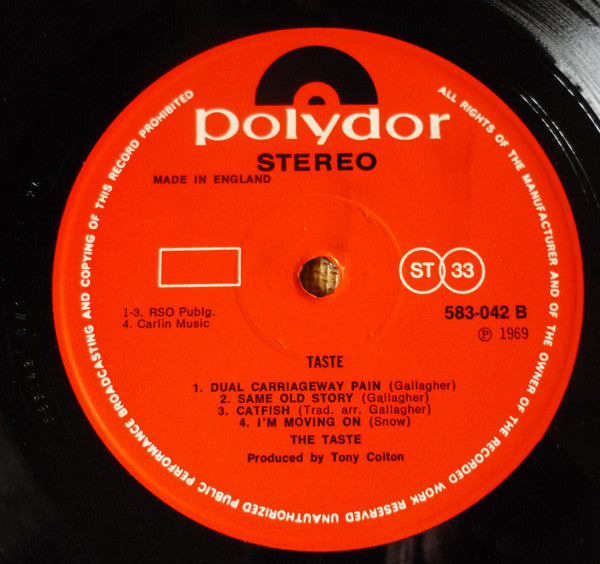 polydor
STEREO
MADE IN ENGLAND
ST 33
1-3. RSO Publg.
4. Carlin Music
583-042 B
℗ 1969
TASTE
1. DUAL CARRIAGEWAY PAIN (Gallagher)
2. SAME OLD STORY (Gallagher)
3. CATFISH (Trad. arr. Gallagher)
4. I'M MOVING ON (Snow)
THE TASTE
Produced by Tony Colton
ALL RIGHTS OF THE MANUFACTURER AND OF THE OWNER OF THE RECORDED WORK RESERVED UNAUTHORIZED PUBLIC PERFORMANCE BROADCASTING AND COPYING OF THIS RECORD PROHIBITED